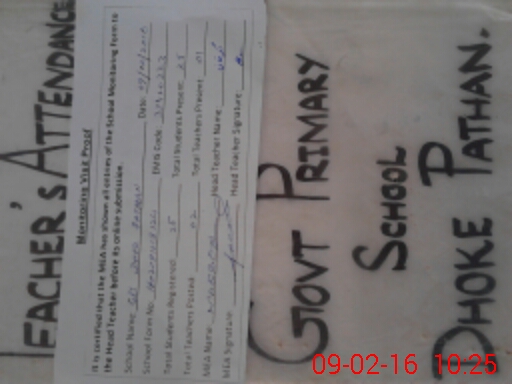 TEACHER'S ATTENDANCE
Monitoring Visit Proof
It is certified that the MEA has shown all entries of the School Monitoring Form to
the Head Teacher before its online submission.
School Name Date:
School Form No. EMIS Code
Total Students Registered Total Students Present
Total Teachers Posted 02 Total Teachers Present 01
MEA Name: Head Teacher Name
MEA Signature: Head Teacher Signature
GOVT PRIMARY
SCHOOL
DHOKE PATHAN.
09-02-16 10:25